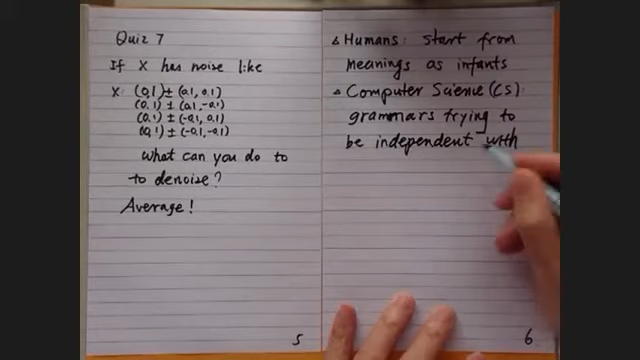 Quiz 7
If X has noise like
X: (0,1) ± (0.1, 0.1)
(0,1) ± (0.1, -0.1)
(0,1) ± (-0.1, 0.1)
(0,1) ± (-0.1, -0.1)
what can you do to
to denoize?
Average!
5
△ Humans: start from
meanings as infants
△ Computer Science (CS):
grammars trying to
be independent with
6